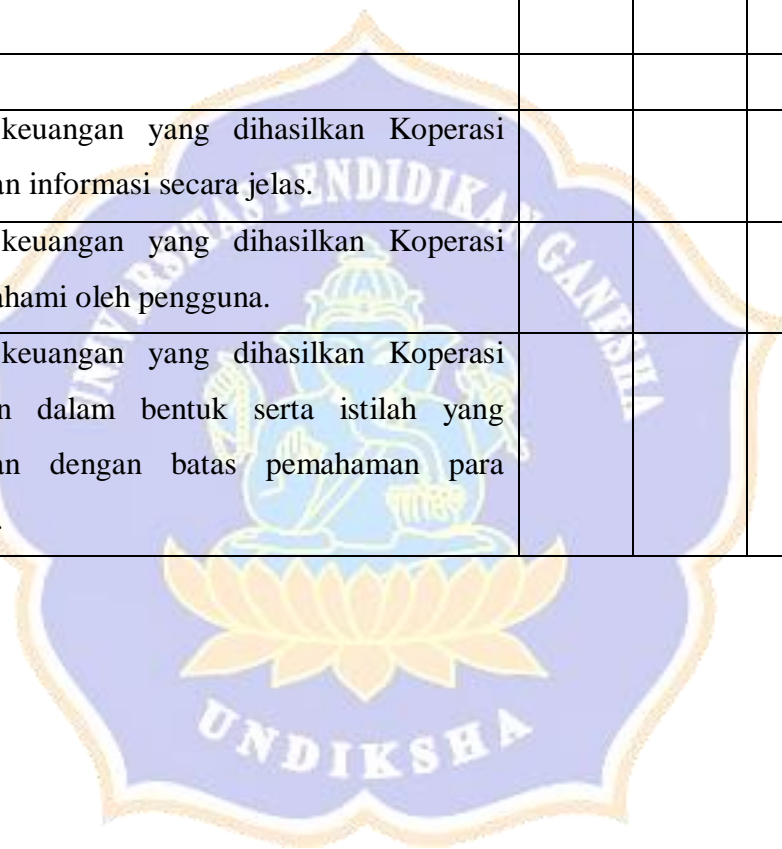 keuangan yang dihasilkan Koperasi
an informasi secara jelas.
keuangan yang dihasilkan Koperasi
ahami oleh pengguna.
keuangan yang dihasilkan Koperasi
n dalam bentuk serta istilah yang
an dengan batas pemahaman para
.
UNIVERSITAS PENDIDIKAN GANESHA
UNDIKSHA